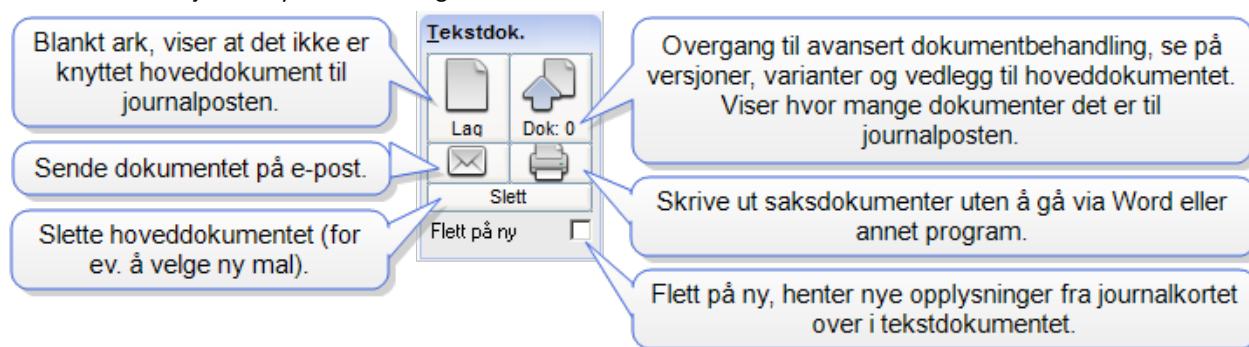 Blankt ark, viser at det ikke er
knyttet hoveddokument til
journalposten.
Sende dokumentet på e-post.
Slette hoveddokumentet (for
ev. å velge ny mal).
Tekstdok.
Lag
Dok: 0
Slett
Flett på ny
Overgang til avansert dokumentbehandling, se på
versjoner, varianter og vedlegg til hoveddokumentet.
Viser hvor mange dokumenter det er til
journalposten.
Skrive ut saksdokumenter uten å gå via Word eller
annet program.
Flett på ny, henter nye opplysninger fra journalkortet
over i tekstdokumentet.